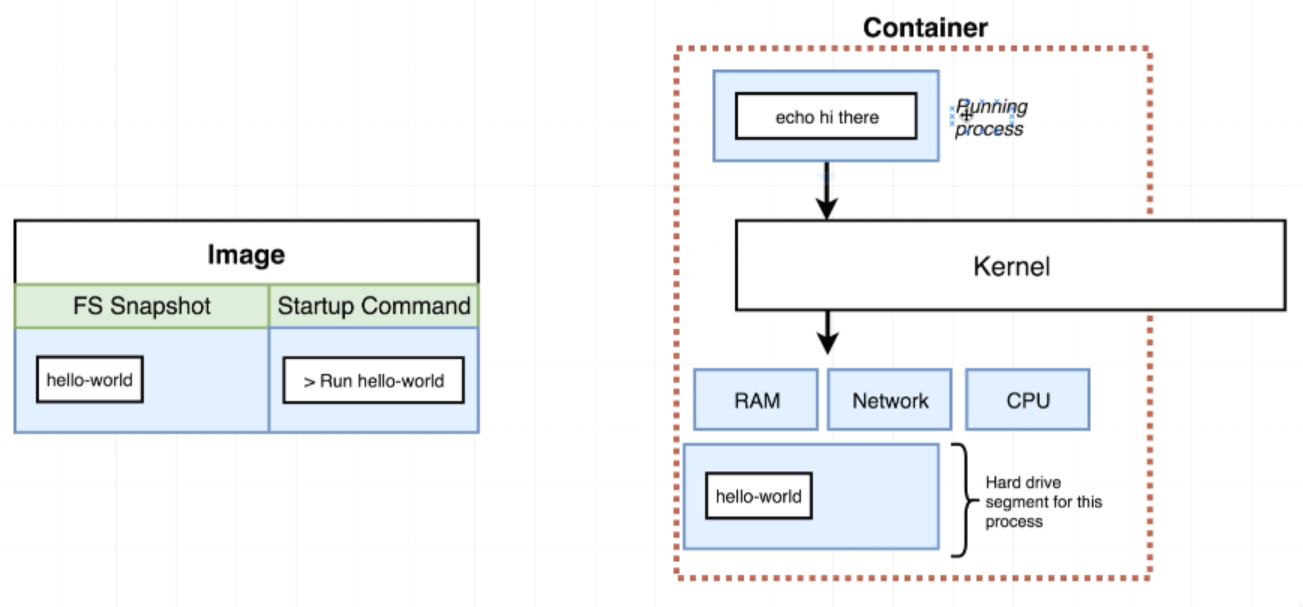 Container
echo hi there
Running
process
Kernel
Image
FS Snapshot
Startup Command
hello-world
> Run hello-world
RAM
Network
CPU
hello-world
Hard drive
segment for this
process